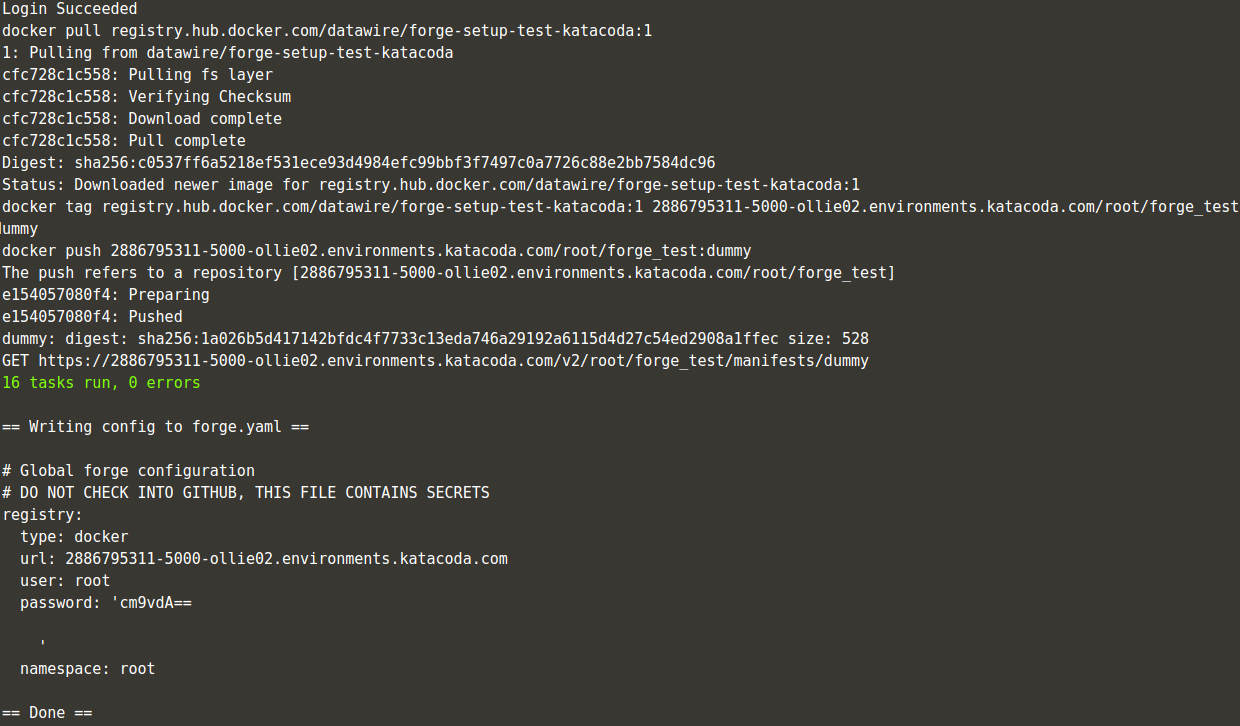 Login Succeeded
docker pull registry.hub.docker.com/datawire/forge-setup-test-katacoda:1
1: Pulling from datawire/forge-setup-test-katacoda
cfc728c1c558: Pulling fs layer
cfc728c1c558: Verifying Checksum
cfc728c1c558: Download complete
cfc728c1c558: Pull complete
Digest: sha256:c0537ff6a5218ef531ece93d4984efc99bbf3f7497c0a7726c88e2bb7584dc96
Status: Downloaded newer image for registry.hub.docker.com/datawire/forge-setup-test-katacoda:1
docker tag registry.hub.docker.com/datawire/forge-setup-test-katacoda:1 2886795311-5000-ollie02.environments.katacoda.com/root/forge_test
ummy
docker push 2886795311-5000-ollie02.environments.katacoda.com/root/forge_test:dummy
The push refers to a repository [2886795311-5000-ollie02.environments.katacoda.com/root/forge_test]
e154057080f4: Preparing
e154057080f4: Pushed
dummy: digest: sha256:1a026b5d417142bfdc4f7733c13eda746a29192a6115d4d27c54ed2908a1ffec size: 528
GET https://2886795311-5000-ollie02.environments.katacoda.com/v2/root/forge_test/manifests/dummy
16 tasks run, 0 errors
== Writing config to forge.yaml ==
# Global forge configuration
# DO NOT CHECK INTO GITHUB, THIS FILE CONTAINS SECRETS
registry:
  type: docker
  url: 2886795311-5000-ollie02.environments.katacoda.com
  user: root
  password: 'cm9vdA==
    '
  namespace: root
== Done ==